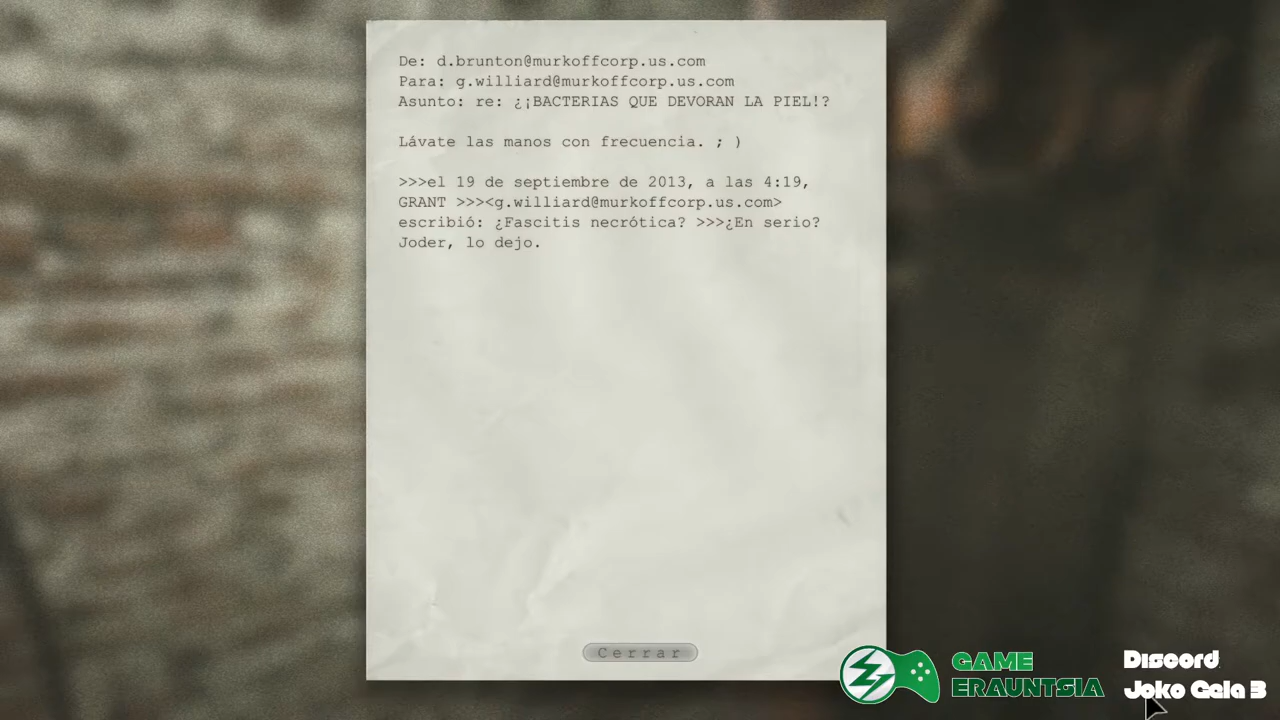 De: d.brunton@murkoffcorp.us.com
Para: g.williard@murkoffcorp.us.com
Asunto: re: ¿¡BACTERIAS QUE DEVORAN LA PIEL!?
Lávate las manos con frecuencia. ; )
>>>el 19 de septiembre de 2013, a las 4:19,
GRANT >>><g.williard@murkoffcorp.us.com>
escribió: ¿Fascitis necrótica? >>>¿En serio?
Joder, lo dejo.
Cerrar
GAME
ERAUNTSIA
Discord
Joko Gela 3